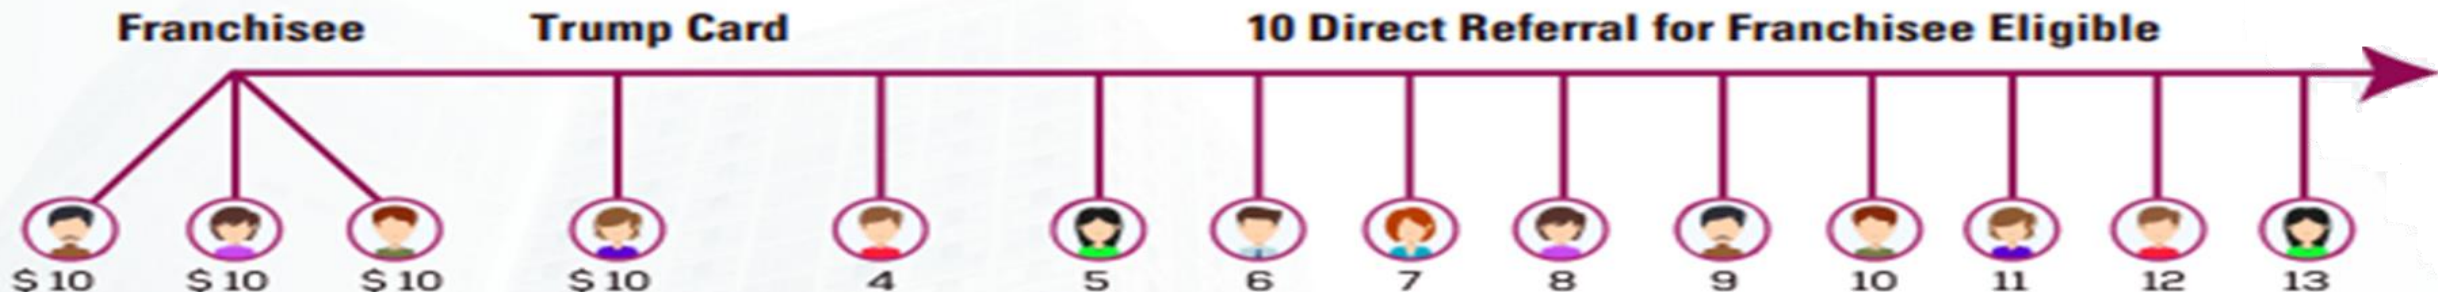 Franchisee Trump Card 10 Direct Referral for Franchisee Eligible
$ 10 $ 10 $ 10 $ 10 4 5 6 7 8 9 10 11 12 13